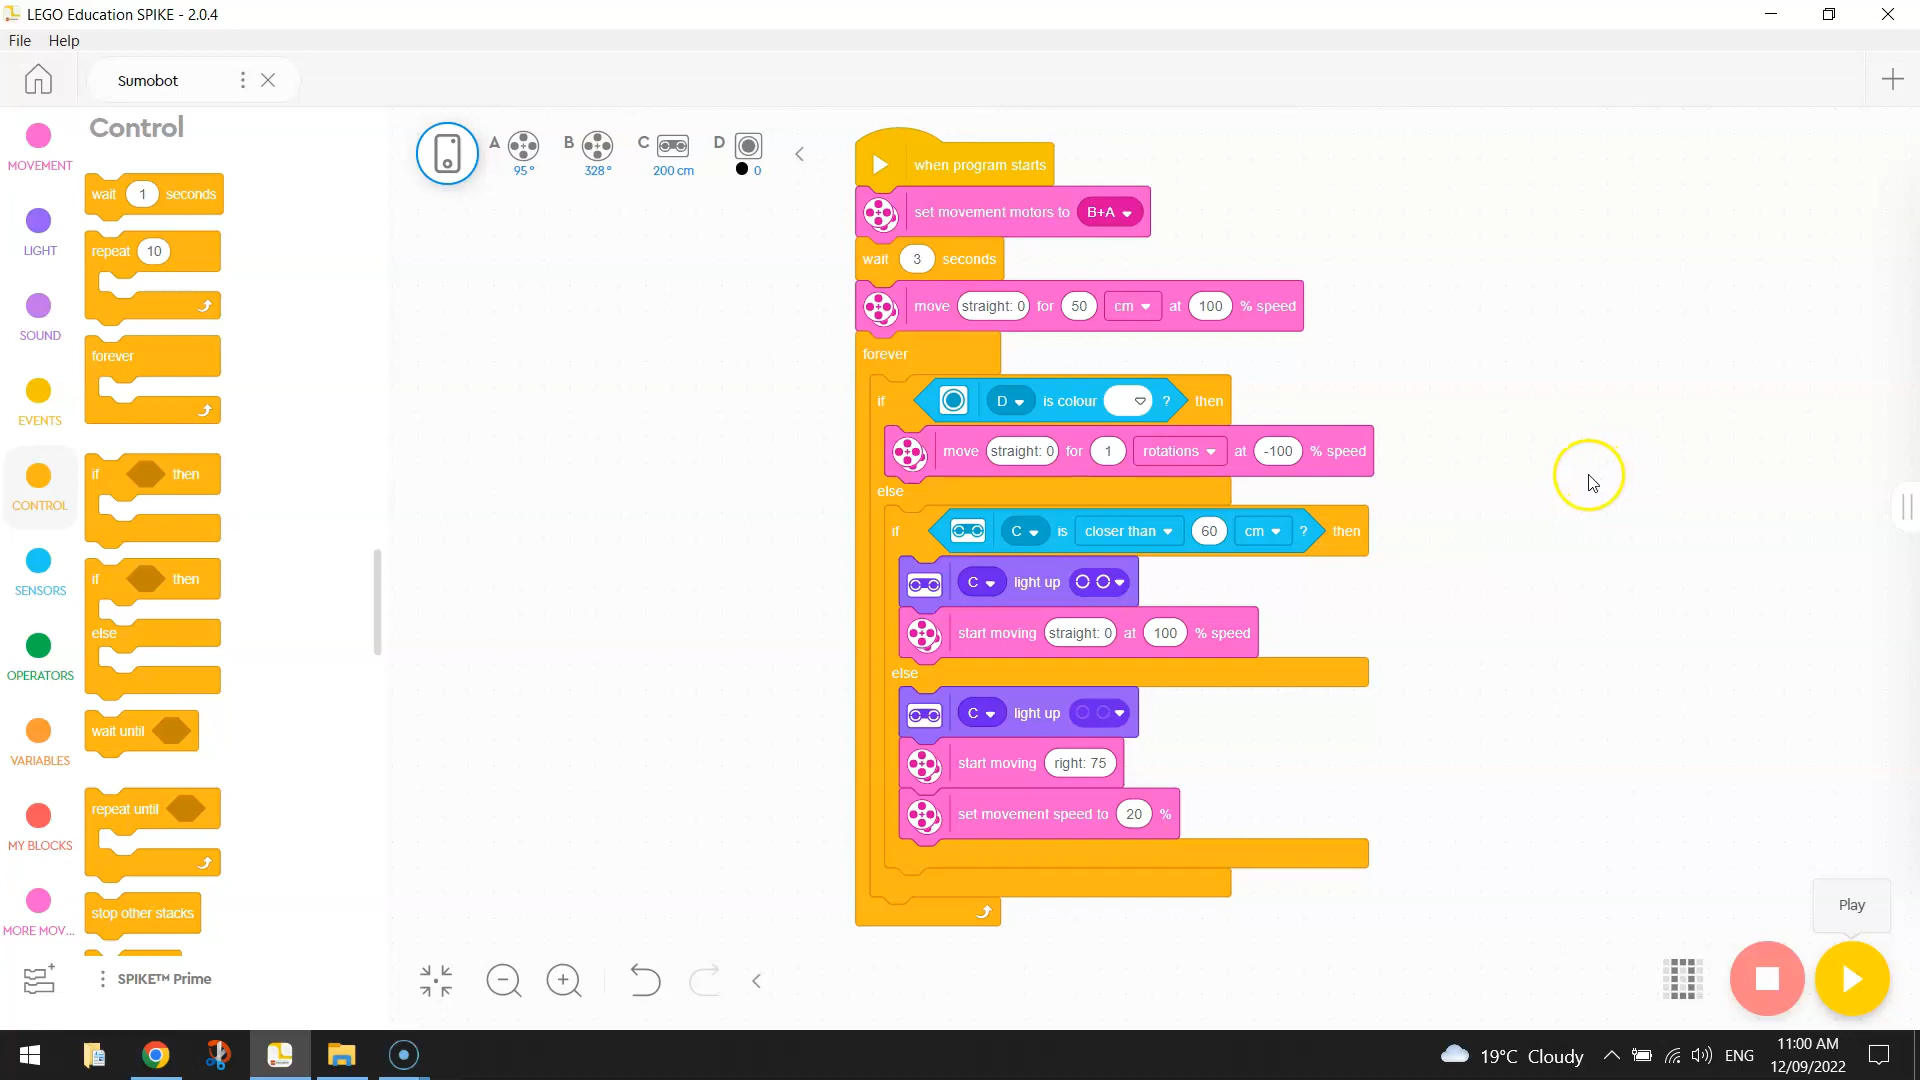 LEGO Education SPIKE - 2.0.4
File Help
Sumobot
MOVEMENT
LIGHT
SOUND
EVENTS
CONTROL
SENSORS
OPERATORS
VARIABLES
MY BLOCKS
MORE MOV...
Control
wait 1 seconds
repeat 10
forever
if then
if then
else
wait until
repeat until
stop other stacks
SPIKE™ Prime
A 95°
B 328°
C 200 cm
D 0
when program starts
set movement motors to B+A
wait 3 seconds
move straight: 0 for 50 cm at 100 % speed
forever
if D is colour ? then
move straight: 0 for 1 rotations at -100 % speed
else
if C is closer than 60 cm ? then
C light up
start moving straight: 0 at 100 % speed
else
C light up
start moving right: 75
set movement speed to 20 %
Play
19°C Cloudy
ENG
11:00 AM
12/09/2022